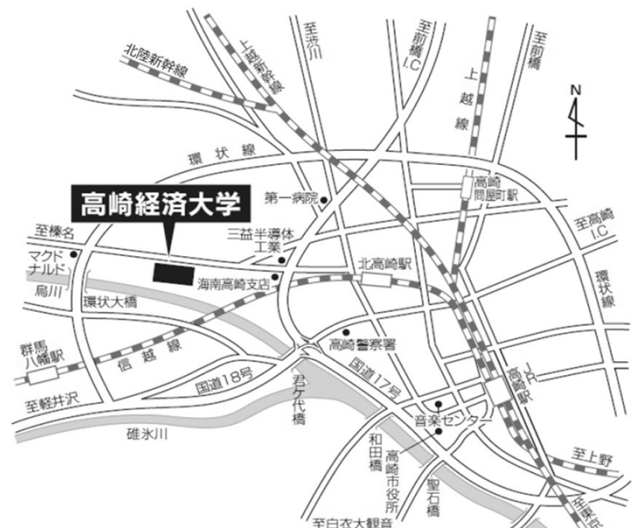 北陸新幹線
上越新幹線
至渋川
至前橋I.C
上越線
至前橋
N
環状線
第一病院
高崎問屋町駅
高崎経済大学
至榛名
マクドナルド
三益半導体工業
至高崎I.C
北高崎駅
海南高崎支店
烏川
環状大橋
環状線
群馬八幡駅
信越線
高崎警察署
国道18号
君ケ代橋
国道17号
JR高崎駅
至軽井沢
碓氷川
音楽センター
和田橋
高崎市役所
聖石橋
至上野
至白衣大観音